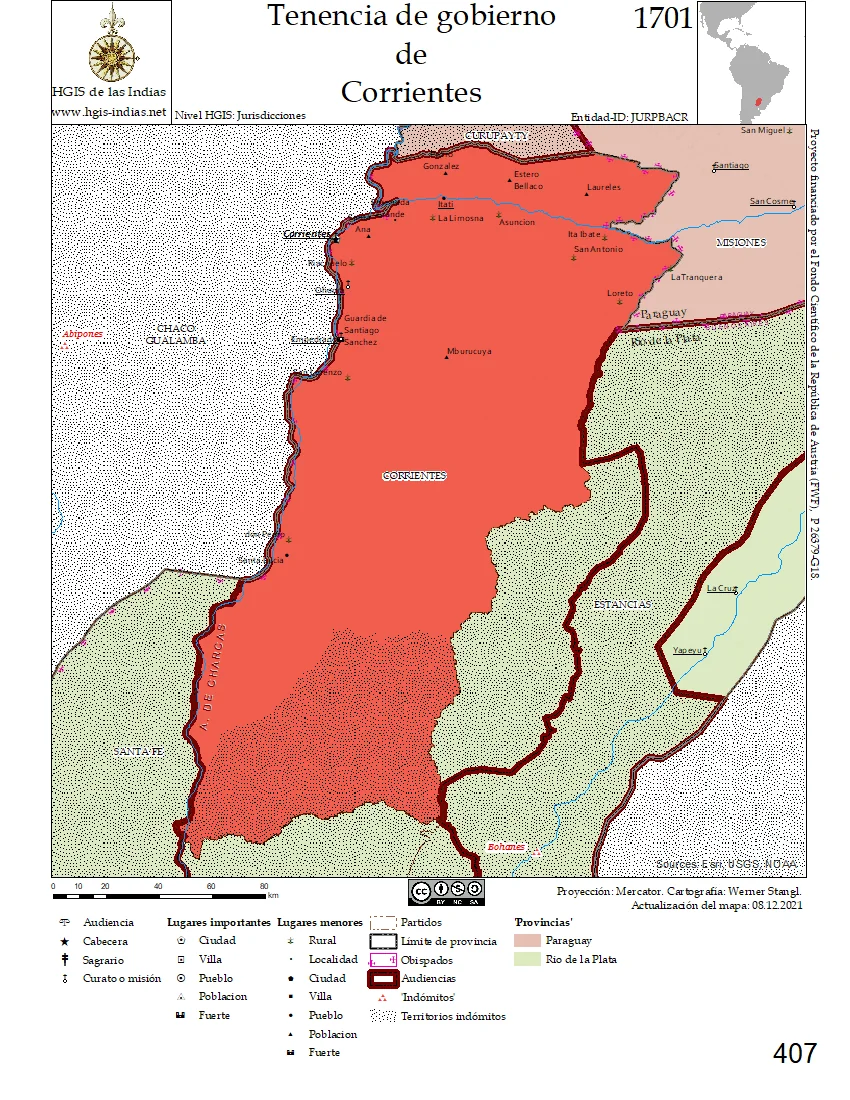 Tenencia de gobierno
de
Corrientes
1701
HGIS de las Indias
www.hgis-indias.net
Nivel HGIS: Jurisdicciones
Entidad-ID: JURPBACR
CURUPAYTY
San Miguel
Gonzalez
Santiago
Estero
Bellaco
Laureles
San Cosme
Itati
La Limosna
Asuncion
Ana
Corrientes
Ita Ibate
San Antonio
MISIONES
La Tranquera
Loreto
Paraguay
Rio de la Plata
Guardia de
Santiago
Sanchez
CHACO
GUALAMBA
Abipones
Mburucuya
CORRIENTES
La Cruz
ESTANCIAS
Yapeyu
A. DE CHARCAS
SANTA FE
Bohanes
Sources: Esri, USGS, NOAA
Proyecto financiado por el Fondo Científico de la República de Austria (FWF), P 26379-G18.
0 10 20 40 60 80
km
CC BY NC SA
Proyección: Mercator. Cartografía: Werner Stangl.
Actualización del mapa: 08.12.2021
Audiencia
Cabecera
Sagrario
Curato o misión
Lugares importantes
Ciudad
Villa
Pueblo
Poblacion
Fuerte
Lugares menores
Rural
Localidad
Ciudad
Villa
Pueblo
Poblacion
Fuerte
Partidos
Límite de provincia
Obispados
Audiencias
'Indómitos'
Territorios indómitos
'Provincias'
Paraguay
Rio de la Plata
407